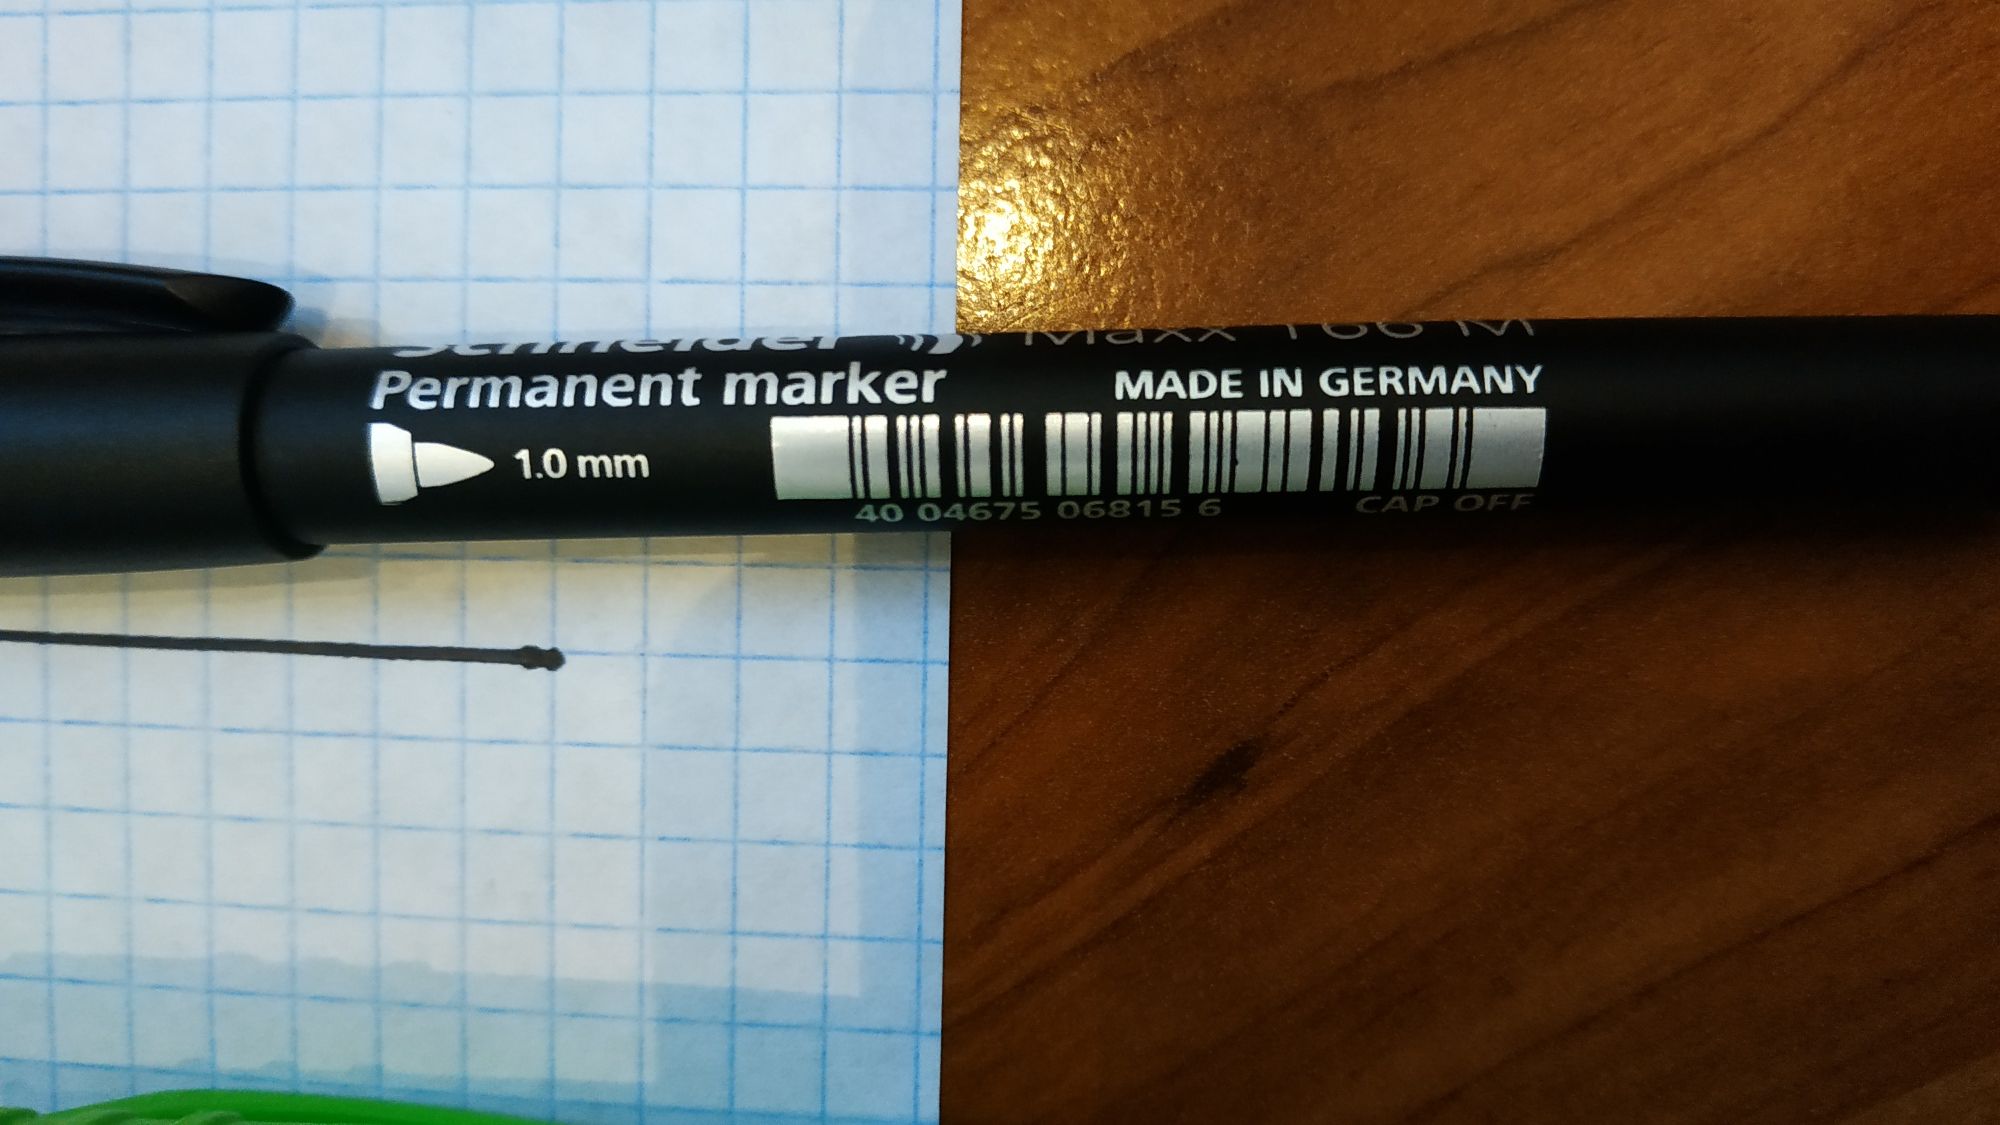 Schneider Maxx 166 M
Permanent marker MADE IN GERMANY
1.0 mm
40 04675 06815 6 CAP OFF